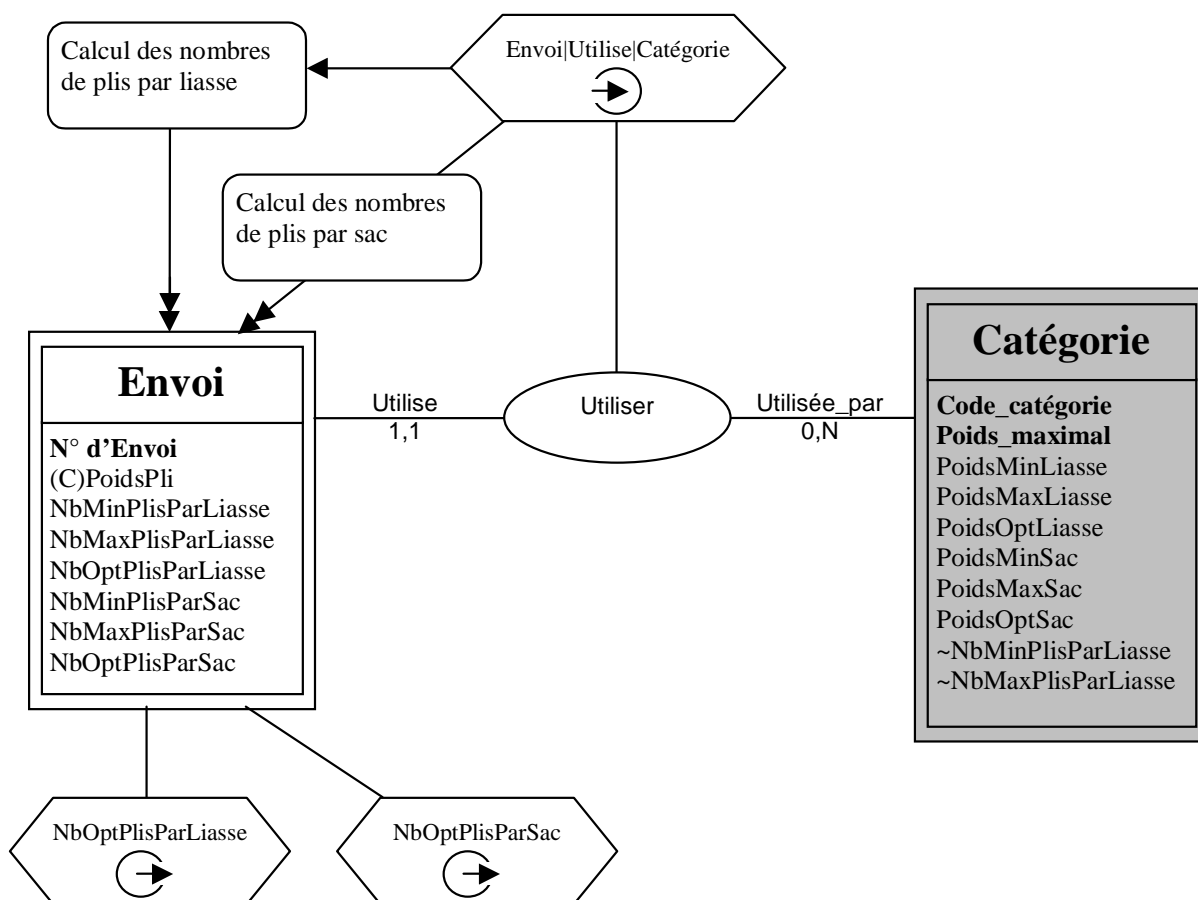 Calcul des nombres
de plis par liasse
Envoi|Utilise|Catégorie
Calcul des nombres
de plis par sac
Envoi
N° d’Envoi
(C)PoidsPli
NbMinPlisParLiasse
NbMaxPlisParLiasse
NbOptPlisParLiasse
NbMinPlisParSac
NbMaxPlisParSac
NbOptPlisParSac
Utilise
1,1
Utiliser
Utilisée_par
0,N
Catégorie
Code_catégorie
Poids_maximal
PoidsMinLiasse
PoidsMaxLiasse
PoidsOptLiasse
PoidsMinSac
PoidsMaxSac
PoidsOptSac
~NbMinPlisParLiasse
~NbMaxPlisParLiasse
NbOptPlisParLiasse
NbOptPlisParSac